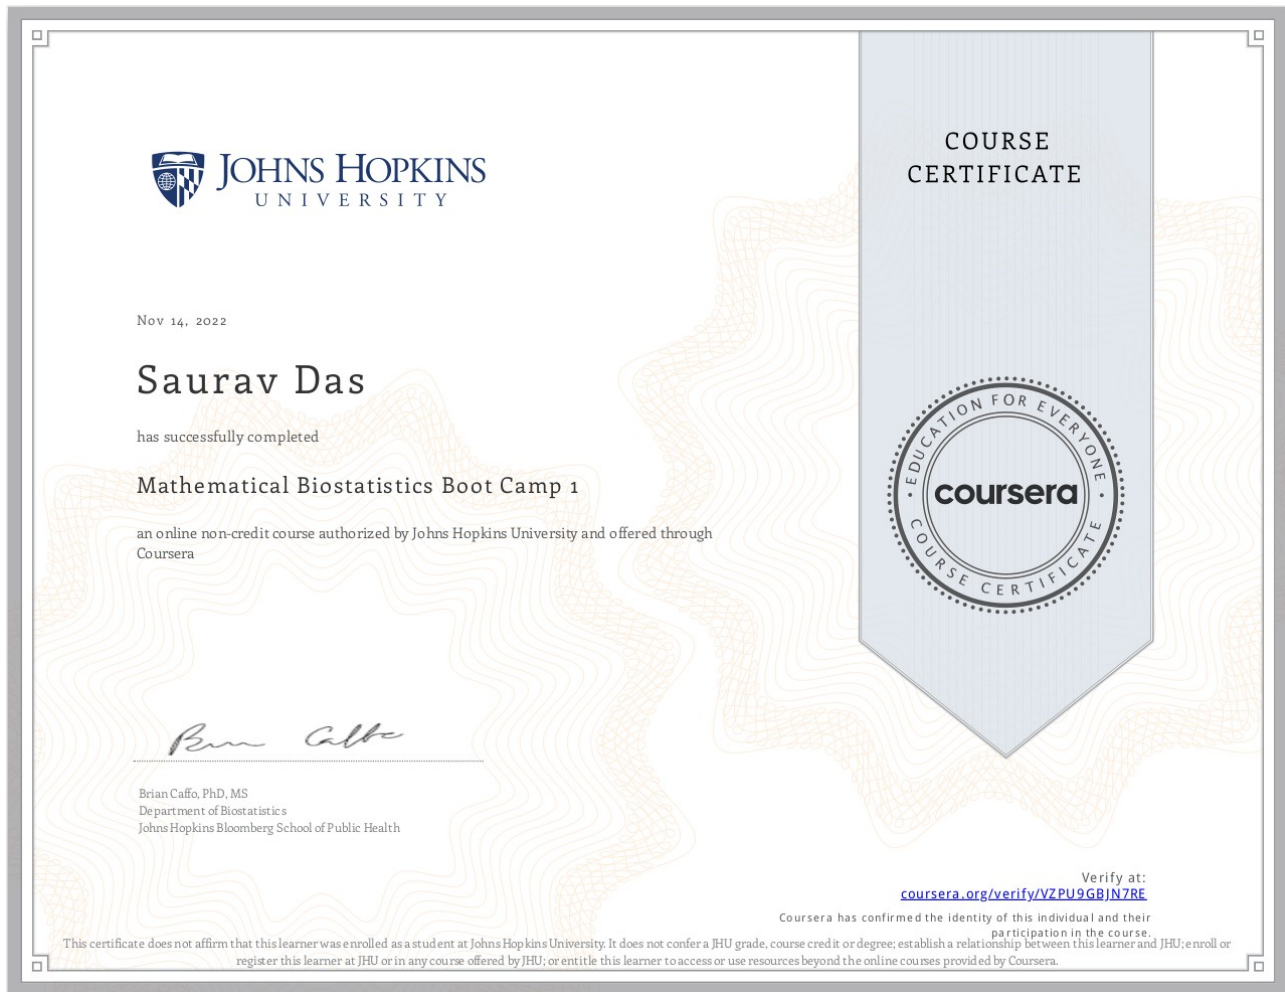 JOHNS HOPKINS
UNIVERSITY
COURSE
CERTIFICATE
Nov 14, 2022
Saurav Das
has successfully completed
Mathematical Biostatistics Boot Camp 1
an online non-credit course authorized by Johns Hopkins University and offered through
Coursera
EDUCATION FOR EVERYONE
coursera
COURSE CERTIFICATE
Brian Caffo, PhD, MS
Department of Biostatistics
Johns Hopkins Bloomberg School of Public Health
Verify at:
coursera.org/verify/VZPU9GBJN7RE
Coursera has confirmed the identity of this individual and their
participation in the course.
This certificate does not affirm that this learner was enrolled as a student at Johns Hopkins University. It does not confer a JHU grade, course credit or degree; establish a relationship between this learner and JHU; enroll or
register this learner at JHU or in any course offered by JHU; or entitle this learner to access or use resources beyond the online courses provided by Coursera.